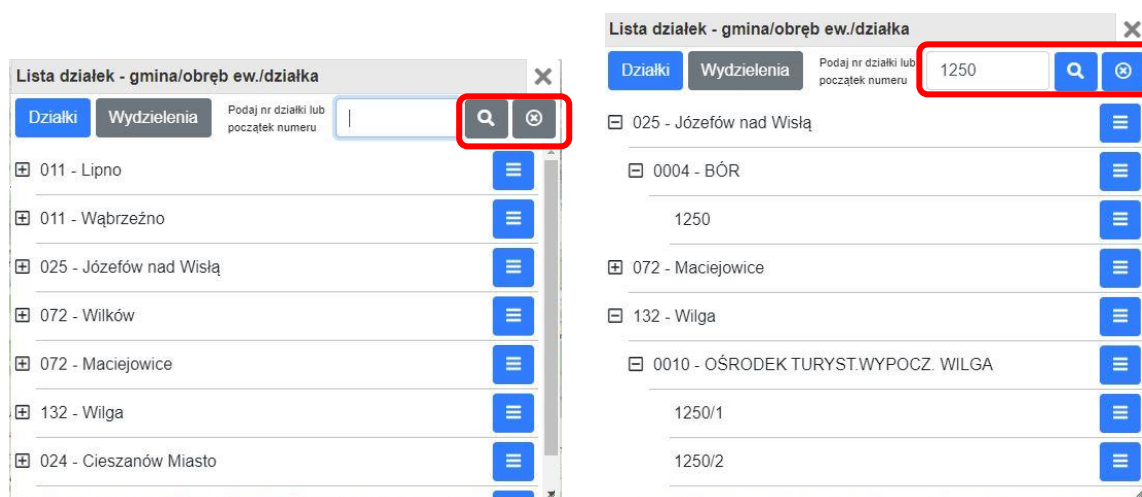 Lista działek - gmina/obręb ew./działka
Działki Wydzielenia Podaj nr działki lub
początek numeru
011 - Lipno
011 - Wąbrzeźno
025 - Józefów nad Wisłą
072 - Wilków
072 - Maciejowice
132 - Wilga
024 - Cieszanów Miasto
Lista działek - gmina/obręb ew./działka
Działki Wydzielenia Podaj nr działki lub
początek numeru
1250
025 - Józefów nad Wisłą
0004 - BÓR
1250
072 - Maciejowice
132 - Wilga
0010 - OŚRODEK TURYST.WYPOCZ. WILGA
1250/1
1250/2